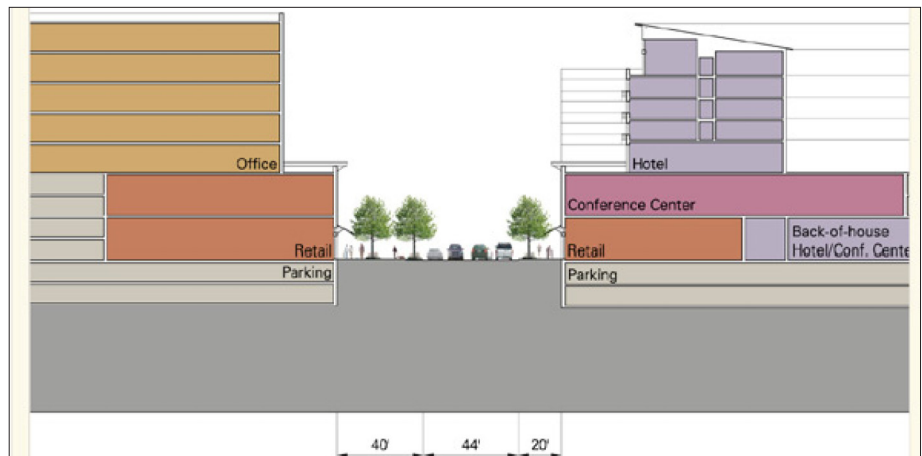 Office
Retail
Parking
Hotel
Conference Center
Retail
Back-of-house
Hotel/Conf. Cente
Parking
40'
44'
20'